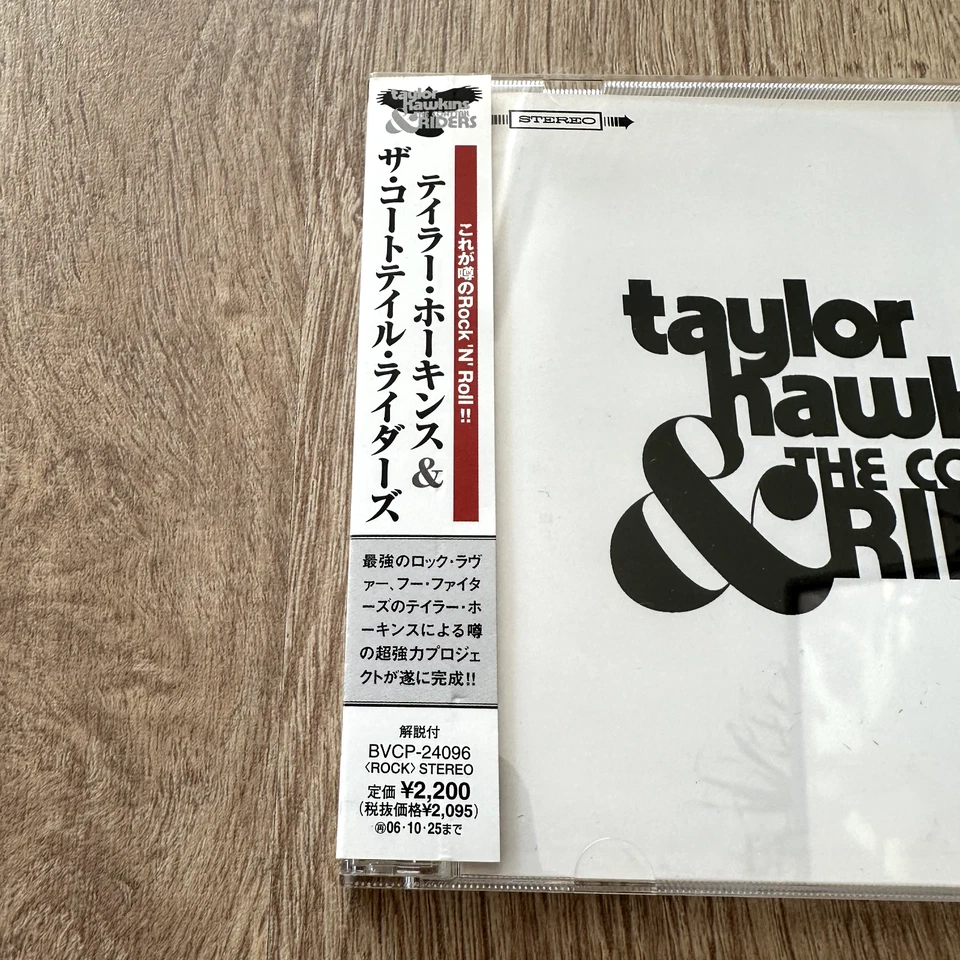 taylor
hawkins
& THE COATTAIL
RIDERS
これが噂のRock 'N' Roll!!
テイラー・ホーキンス&
ザ・コートテイル・ライダーズ
最強のロック・ラヴ
ァー、フー・ファイタ
ーズのテイラー・ホ
ーキンスによる噂
の超強力プロジェ
クトが遂に完成!!
解説付
BVCP-24096
〈ROCK〉 STEREO
定価 ¥2,200
(税抜価格¥2,095)
㊢06・10・25まで
STEREO
taylor
hawk
& THE CO
RID